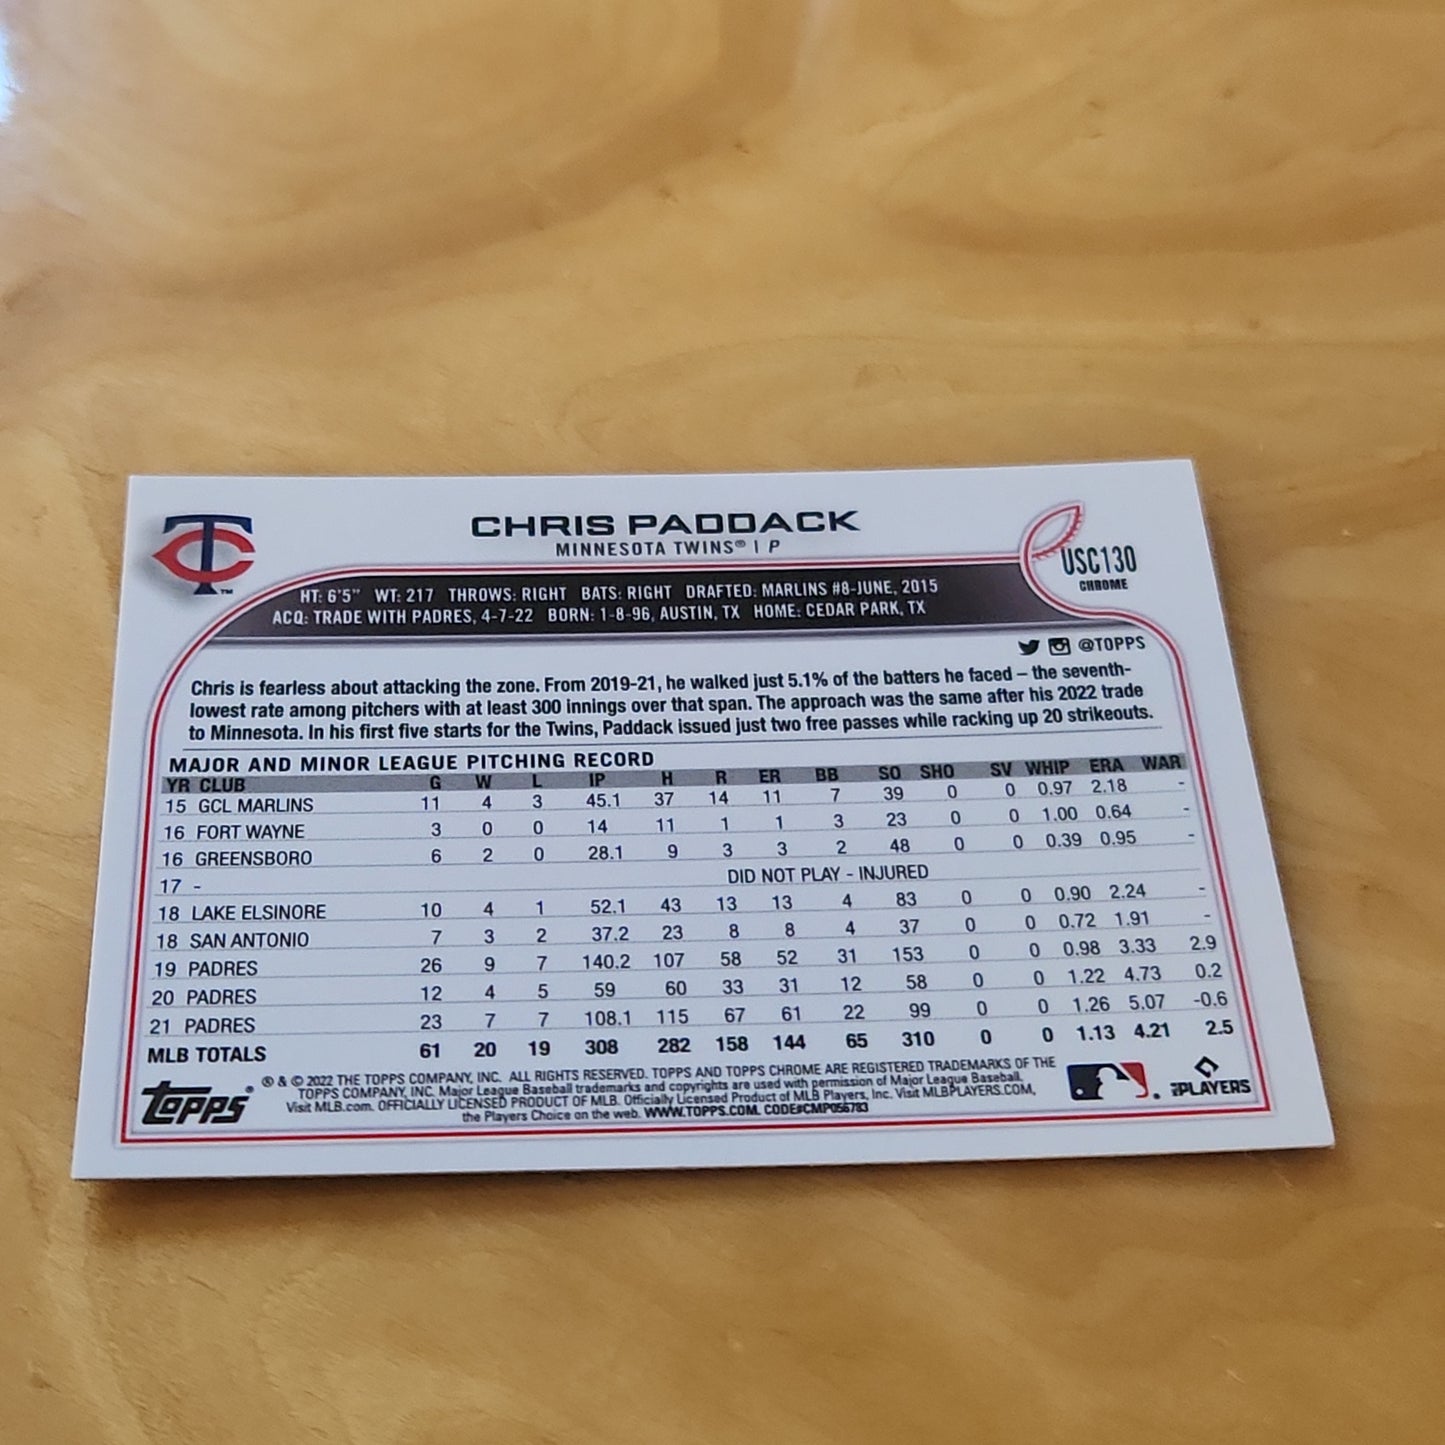 CHRIS PADDACK
MINNESOTA TWINS® | P
USC130
CHROME
HT: 6'5" WT: 217 THROWS: RIGHT BATS: RIGHT DRAFTED: MARLINS #8-JUNE, 2015
ACQ: TRADE WITH PADRES, 4-7-22 BORN: 1-8-96, AUSTIN, TX HOME: CEDAR PARK, TX
@TOPPS
Chris is fearless about attacking the zone. From 2019-21, he walked just 5.1% of the batters he faced – the seventh-
lowest rate among pitchers with at least 300 innings over that span. The approach was the same after his 2022 trade
to Minnesota. In his first five starts for the Twins, Paddack issued just two free passes while racking up 20 strikeouts.
MAJOR AND MINOR LEAGUE PITCHING RECORD
YR CLUB G W L IP H R ER BB SO SHO SV WHIP ERA WAR
15 GCL MARLINS 11 4 3 45.1 37 14 11 7 39 0 0 0.97 2.18 -
16 FORT WAYNE 3 0 0 14 11 1 1 3 23 0 0 1.00 0.64 -
16 GREENSBORO 6 2 0 28.1 9 3 3 2 48 0 0 0.39 0.95 -
17 - DID NOT PLAY - INJURED
18 LAKE ELSINORE 10 4 1 52.1 43 13 13 4 83 0 0 0.90 2.24 -
18 SAN ANTONIO 7 3 2 37.2 23 8 8 4 37 0 0 0.72 1.91 -
19 PADRES 26 9 7 140.2 107 58 52 31 153 0 0 0.98 3.33 2.9
20 PADRES 12 4 5 59 60 33 31 12 58 0 0 1.22 4.73 0.2
21 PADRES 23 7 7 108.1 115 67 61 22 99 0 0 1.26 5.07 -0.6
MLB TOTALS 61 20 19 308 282 158 144 65 310 0 0 1.13 4.21 2.5
topps®
® & © 2022 THE TOPPS COMPANY, INC. ALL RIGHTS RESERVED. TOPPS AND TOPPS CHROME ARE REGISTERED TRADEMARKS OF THE
TOPPS COMPANY, INC. Major League Baseball trademarks and copyrights are used with permission of Major League Baseball.
Visit MLB.com. OFFICIALLY LICENSED PRODUCT OF MLB. Officially Licensed Product of MLB Players, Inc. Visit MLBPLAYERS.COM,
the Players Choice on the web. WWW.TOPPS.COM. CODE#CMP056783
MLB PLAYERS